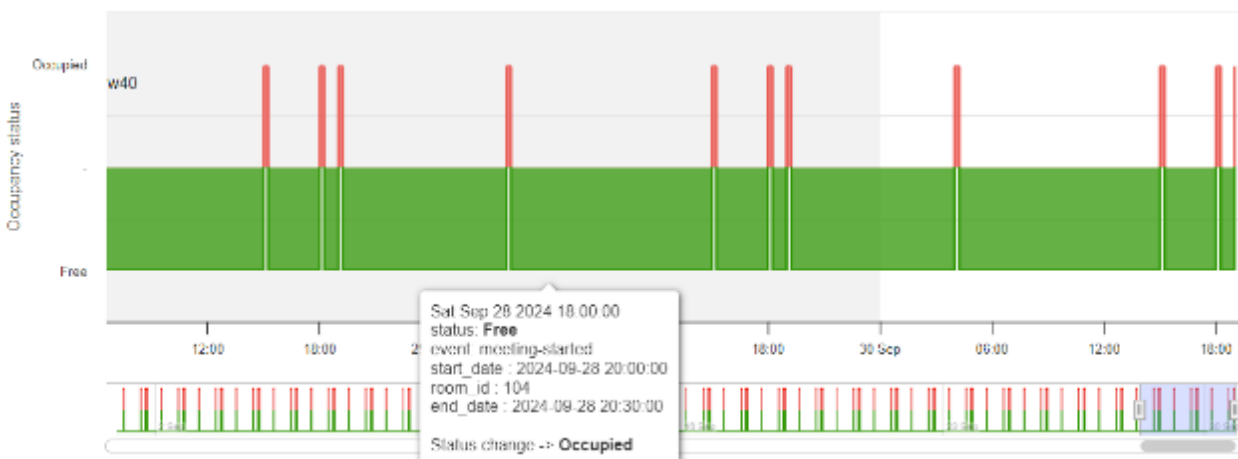 Occupied
w40
Occupancy status
-
Free
Sat Sep 28 2024 18:00:00
status: Free
event meeting-started
start_date : 2024-09-28 20:00:00
room_id : 104
end_date : 2024-09-28 20:30:00
Status change -> Occupied
12:00 18:00 18:00 30 Sep 06:00 12:00 18:00